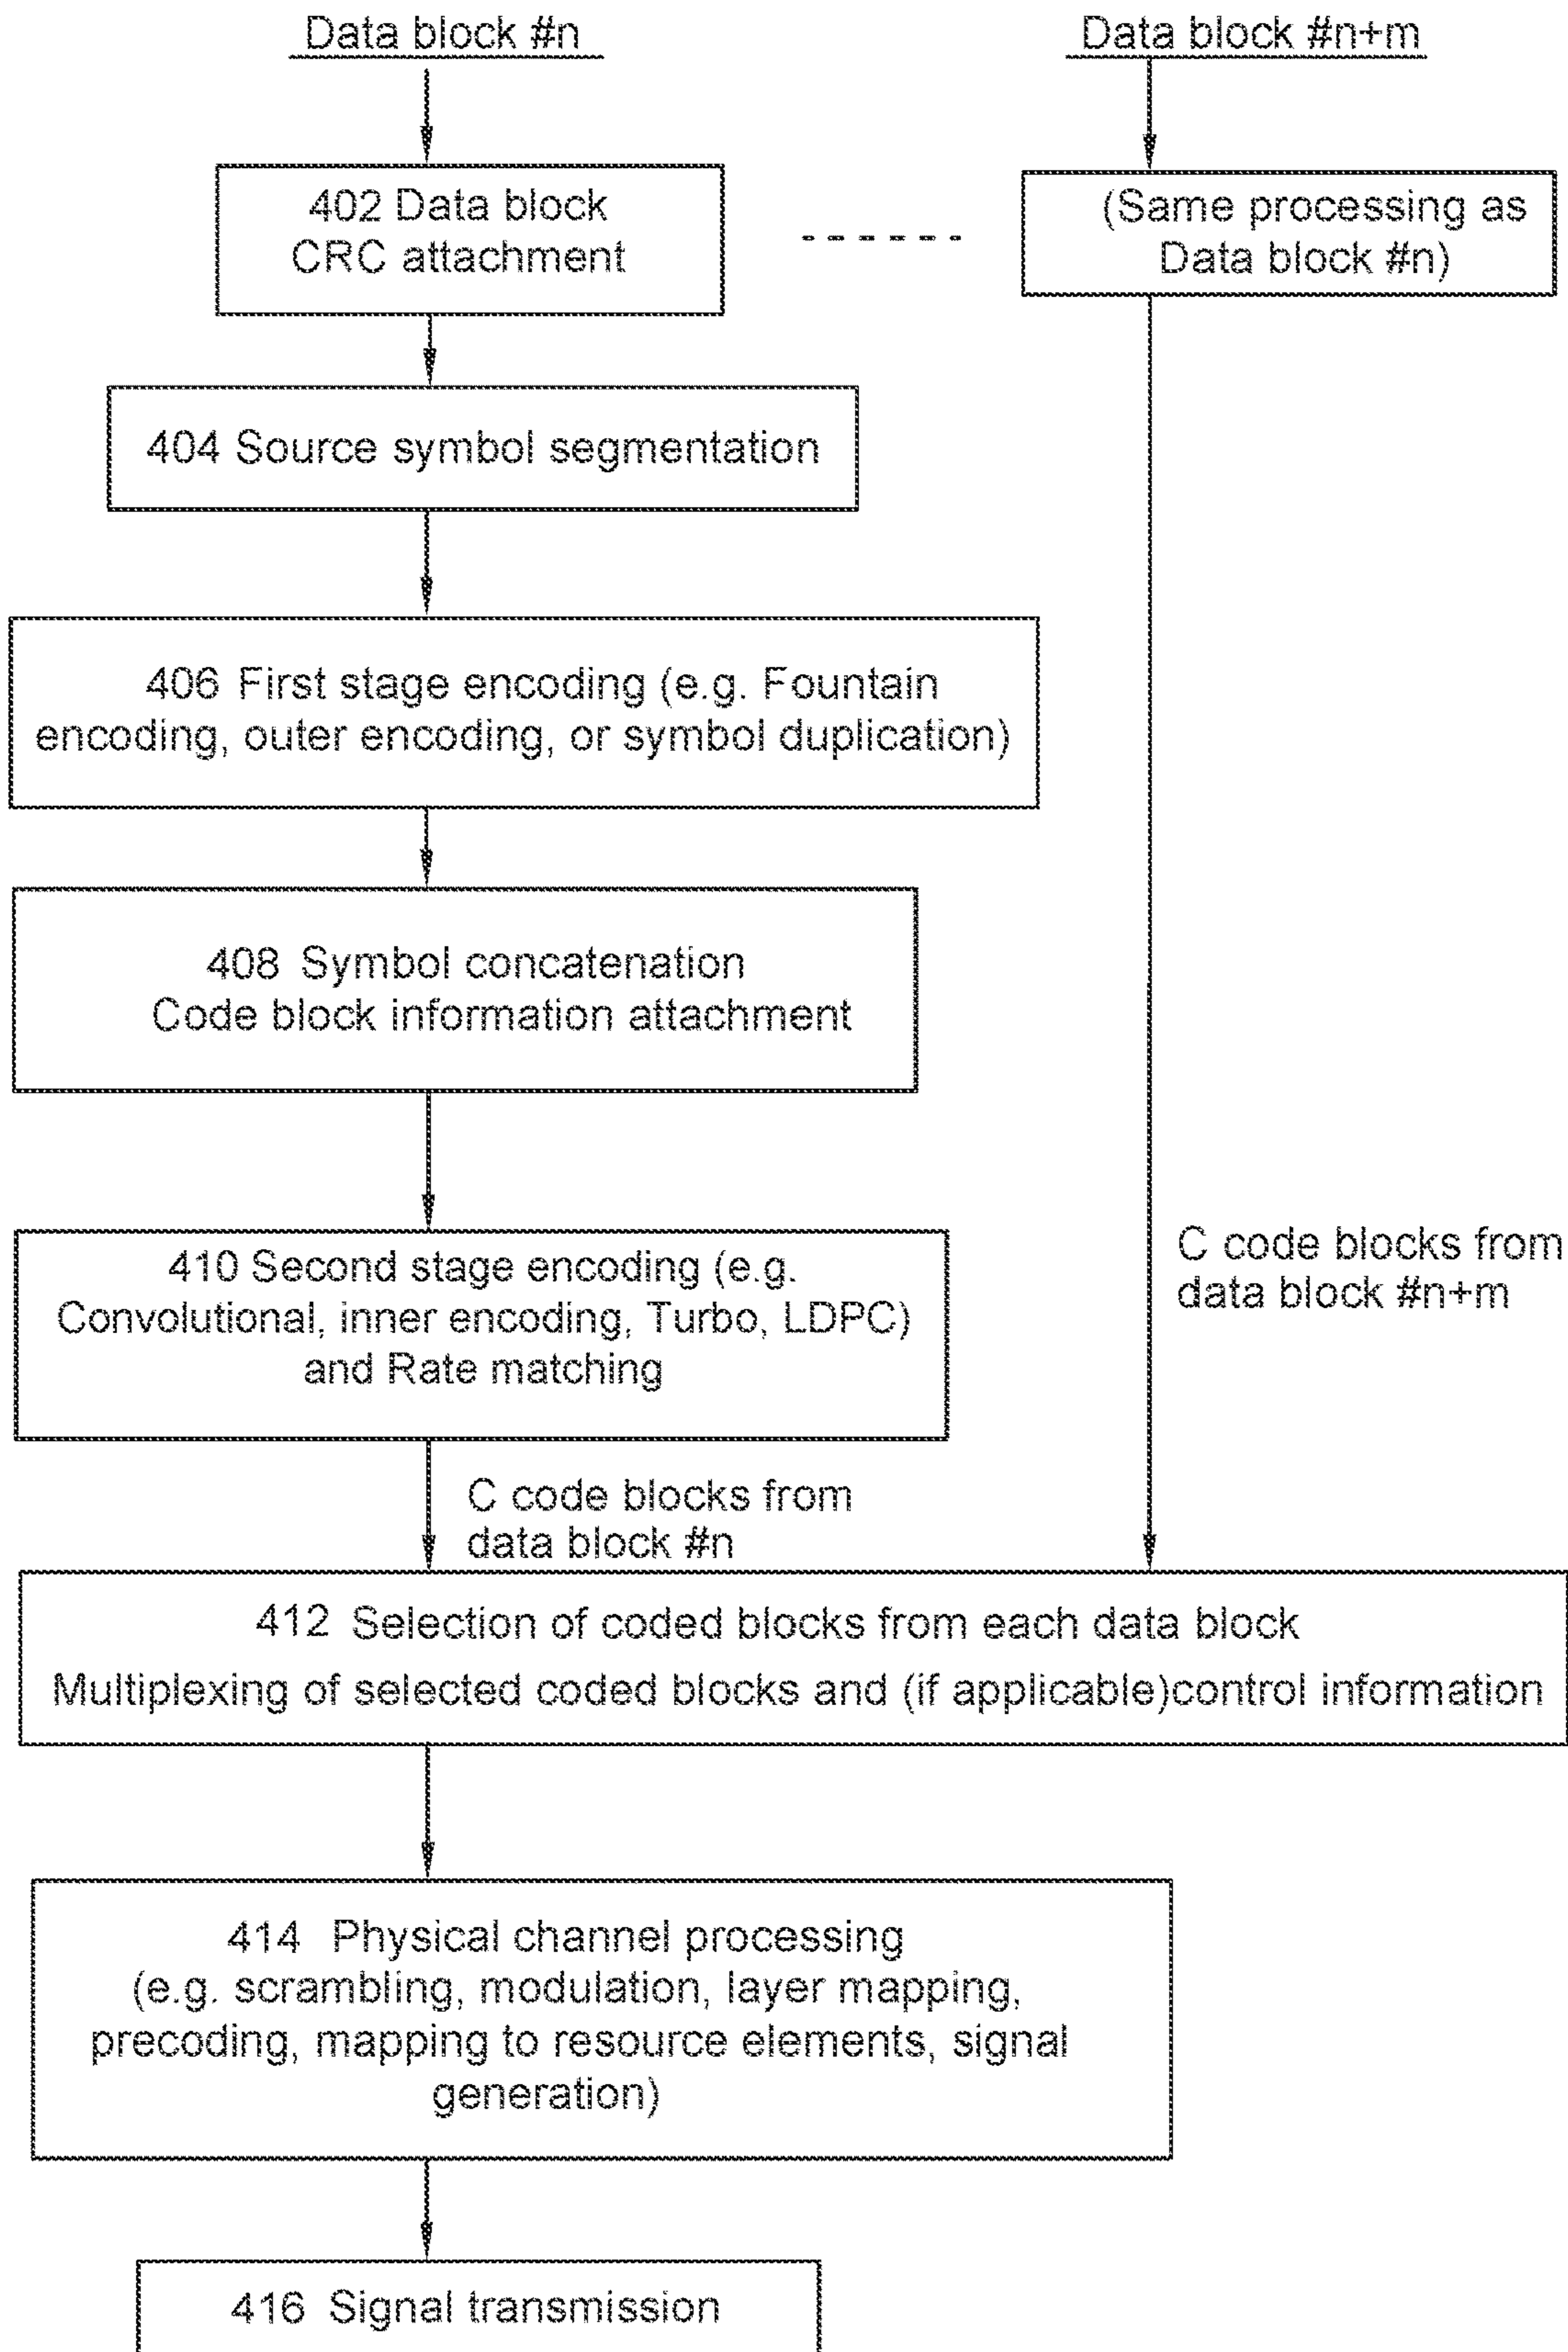 Data block #n
Data block #n+m
402 Data block
CRC attachment
(Same processing as
Data block #n)
404 Source symbol segmentation
406 First stage encoding (e.g. Fountain
encoding, outer encoding, or symbol duplication)
408 Symbol concatenation
Code block information attachment
410 Second stage encoding (e.g.
Convolutional, inner encoding, Turbo, LDPC)
and Rate matching
C code blocks from
data block #n+m
C code blocks from
data block #n
412 Selection of coded blocks from each data block
Multiplexing of selected coded blocks and (if applicable)control information
414 Physical channel processing
(e.g. scrambling, modulation, layer mapping,
precoding, mapping to resource elements, signal
generation)
416 Signal transmission